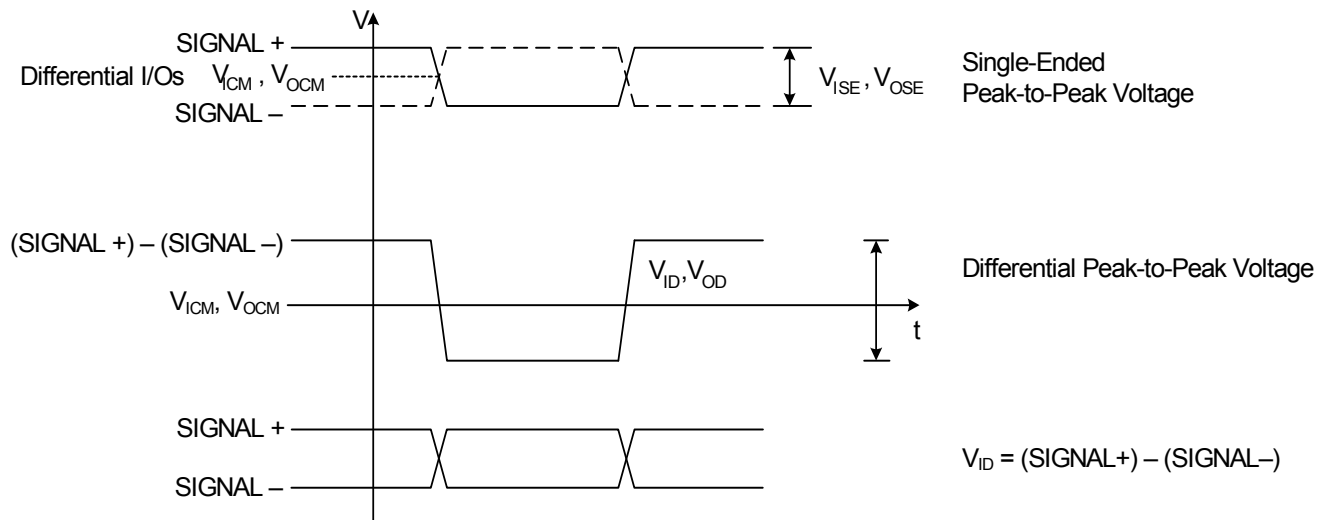 V
SIGNAL +
Differential I/Os V_ICM , V_OCM
SIGNAL –
V_ISE , V_OSE
Single-Ended
Peak-to-Peak Voltage
(SIGNAL +) – (SIGNAL –)
V_ID, V_OD
Differential Peak-to-Peak Voltage
V_ICM, V_OCM
t
SIGNAL +
SIGNAL –
V_ID = (SIGNAL+) – (SIGNAL–)